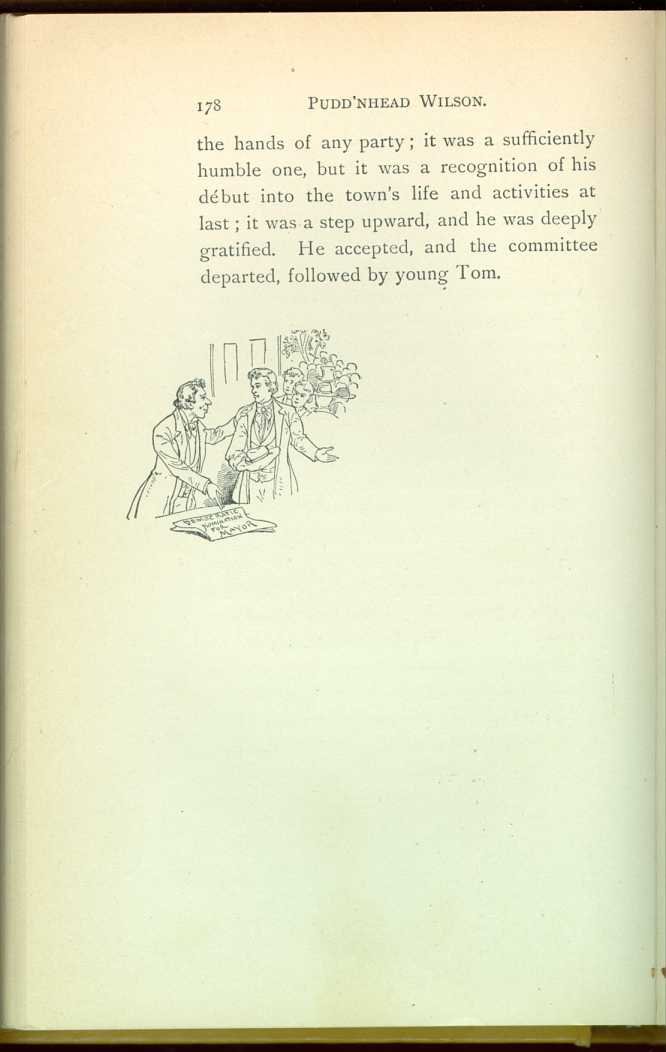 178 PUDD'NHEAD WILSON.
the hands of any party ; it was a sufficiently
humble one, but it was a recognition of his
début into the town's life and activities at
last ; it was a step upward, and he was deeply
gratified. He accepted, and the committee
departed, followed by young Tom.
DEMOCRATIC
NOMINATION
FOR
MAYOR